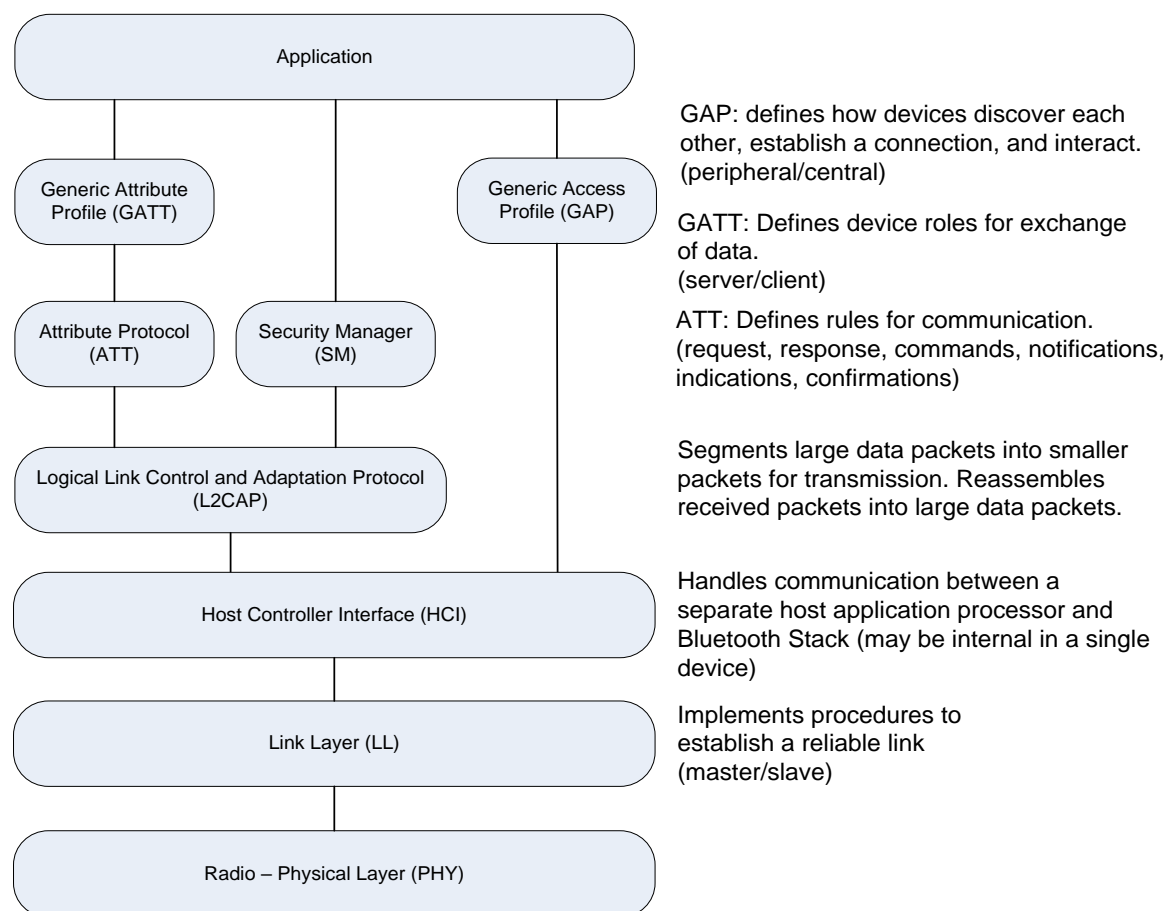 Application
Generic Attribute
Profile (GATT)
Generic Access
Profile (GAP)
Attribute Protocol
(ATT)
Security Manager
(SM)
Logical Link Control and Adaptation Protocol
(L2CAP)
Host Controller Interface (HCI)
Link Layer (LL)
Radio – Physical Layer (PHY)
GAP: defines how devices discover each
other, establish a connection, and interact.
(peripheral/central)
GATT: Defines device roles for exchange
of data.
(server/client)
ATT: Defines rules for communication.
(request, response, commands, notifications,
indications, confirmations)
Segments large data packets into smaller
packets for transmission. Reassembles
received packets into large data packets.
Handles communication between a
separate host application processor and
Bluetooth Stack (may be internal in a single
device)
Implements procedures to
establish a reliable link
(master/slave)